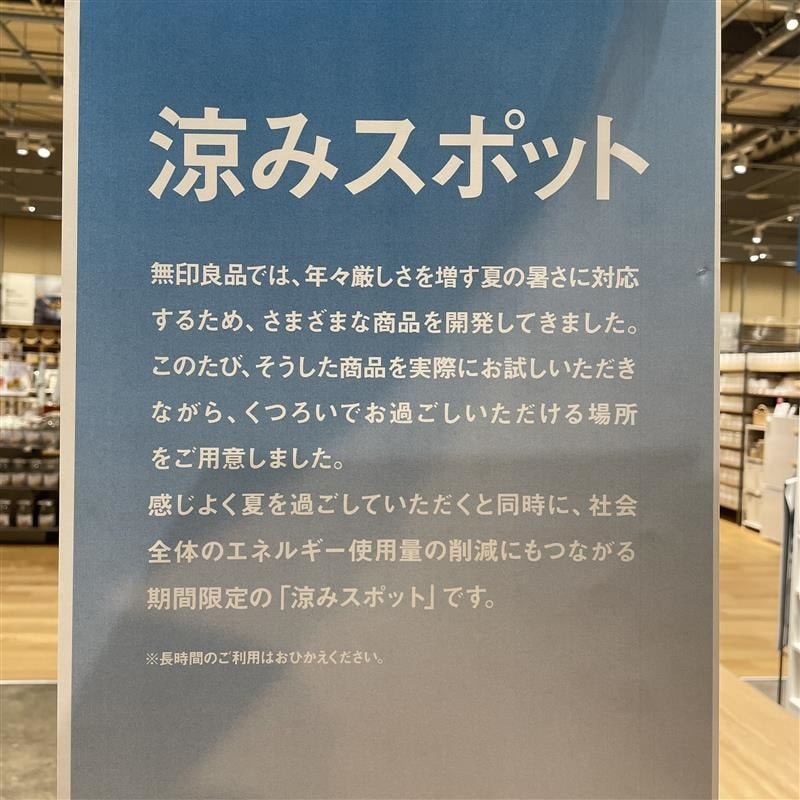 涼みスポット
無印良品では、年々厳しさを増す夏の暑さに対応
するため、さまざまな商品を開発してきました。
このたび、そうした商品を実際にお試しいただき
ながら、くつろいでお過ごしいただける場所
をご用意しました。
感じよく夏を過ごしていただくと同時に、社会
全体のエネルギー使用量の削減にもつながる
期間限定の「涼みスポット」です。
※長時間のご利用はおひかえください。